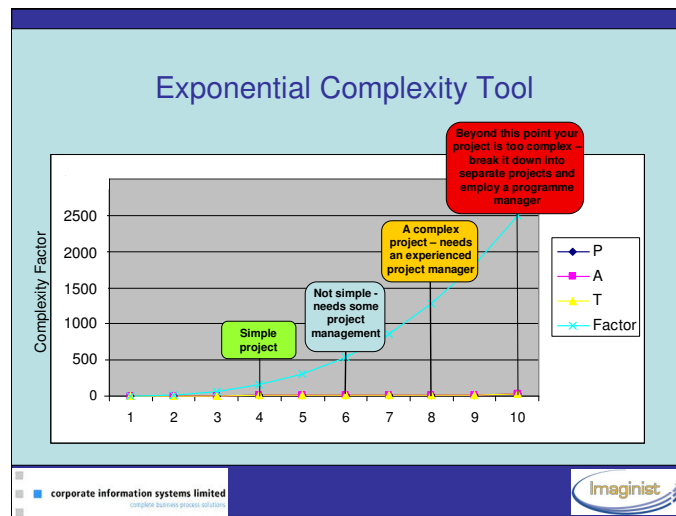 Exponential Complexity Tool
Beyond this point your
project is too complex –
break it down into
separate projects and
employ a programme
manager
A complex
project – needs
an experienced
project manager
Not simple -
needs some
project
management
Simple
project
Complexity Factor
2500
2000
1500
1000
500
0
1 2 3 4 5 6 7 8 9 10
P
A
T
Factor
corporate information systems limited
complete business process solutions
Imaginist